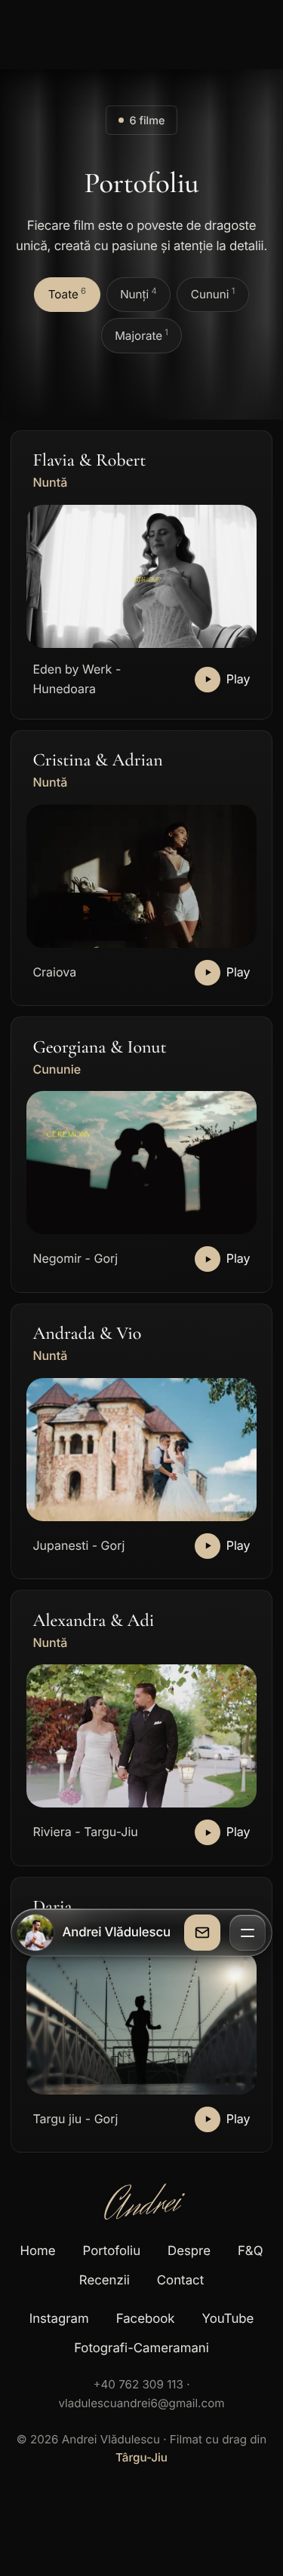 6 filme
Portofoliu
Fiecare film este o poveste de dragoste
unică, creată cu pasiune și atenție la detalii.
Toate 6
Nunți 4
Cununi 1
Majorate 1
Flavia & Robert
Nuntă
Eden by Werk -
Hunedoara
Play
Cristina & Adrian
Nuntă
Craiova
Play
Georgiana & Ionut
Cununie
CEREMONY
Negomir - Gorj
Play
Andrada & Vio
Nuntă
Jupanesti - Gorj
Play
Alexandra & Adi
Nuntă
Riviera - Targu-Jiu
Play
Daria
Andrei Vlădulescu
Targu jiu - Gorj
Play
Andrei
Home Portofoliu Despre F&Q
Recenzii Contact
Instagram Facebook YouTube
Fotografi-Cameramani
+40 762 309 113 ·
vladulescuandrei6@gmail.com
© 2026 Andrei Vlădulescu · Filmat cu drag din
Târgu-Jiu